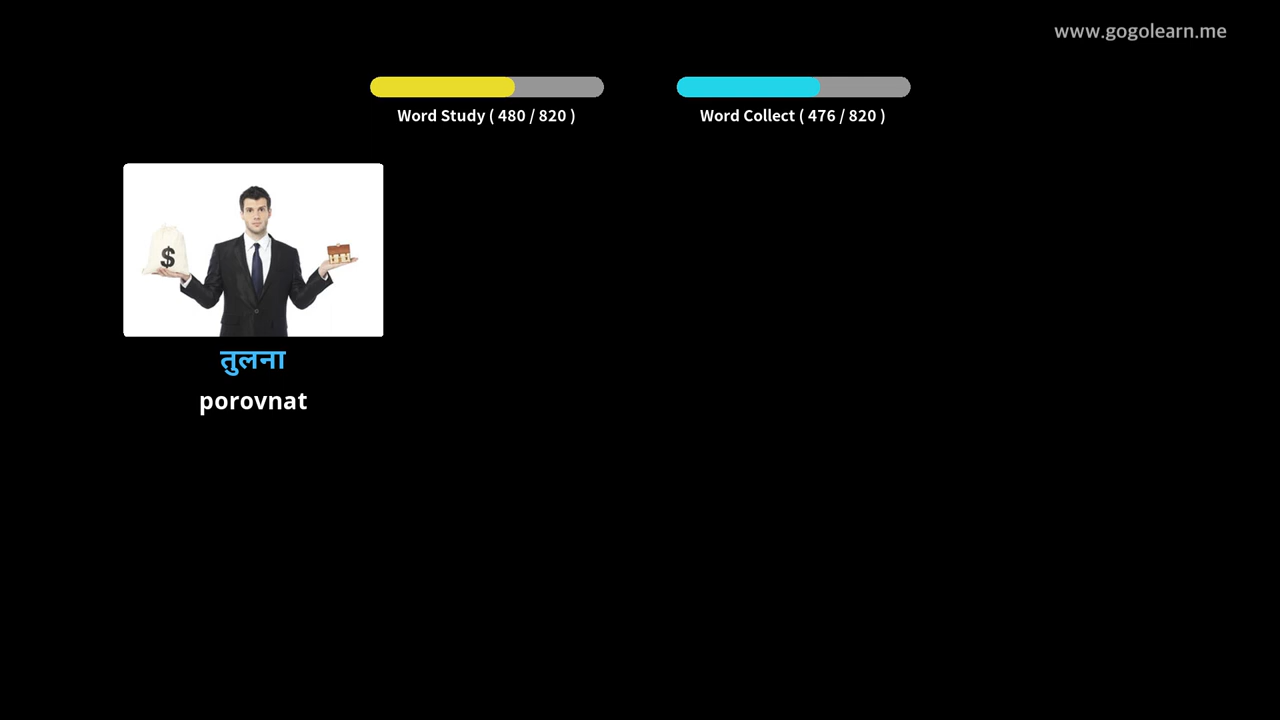 www.gogolearn.me
Word Study ( 480 / 820 )
Word Collect ( 476 / 820 )
$
तुलना
porovnat